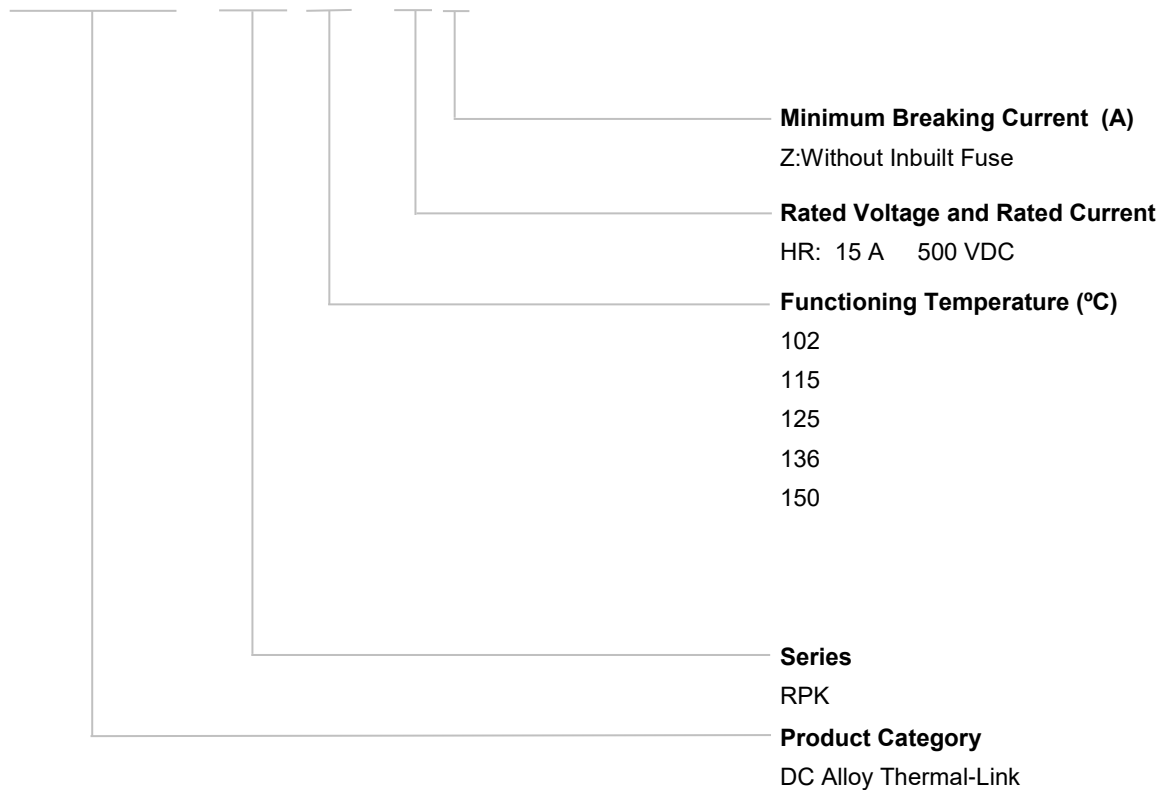 Minimum Breaking Current (A)
Z:Without Inbuilt Fuse
Rated Voltage and Rated Current
HR: 15 A 500 VDC
Functioning Temperature (ºC)
102
115
125
136
150
Series
RPK
Product Category
DC Alloy Thermal-Link